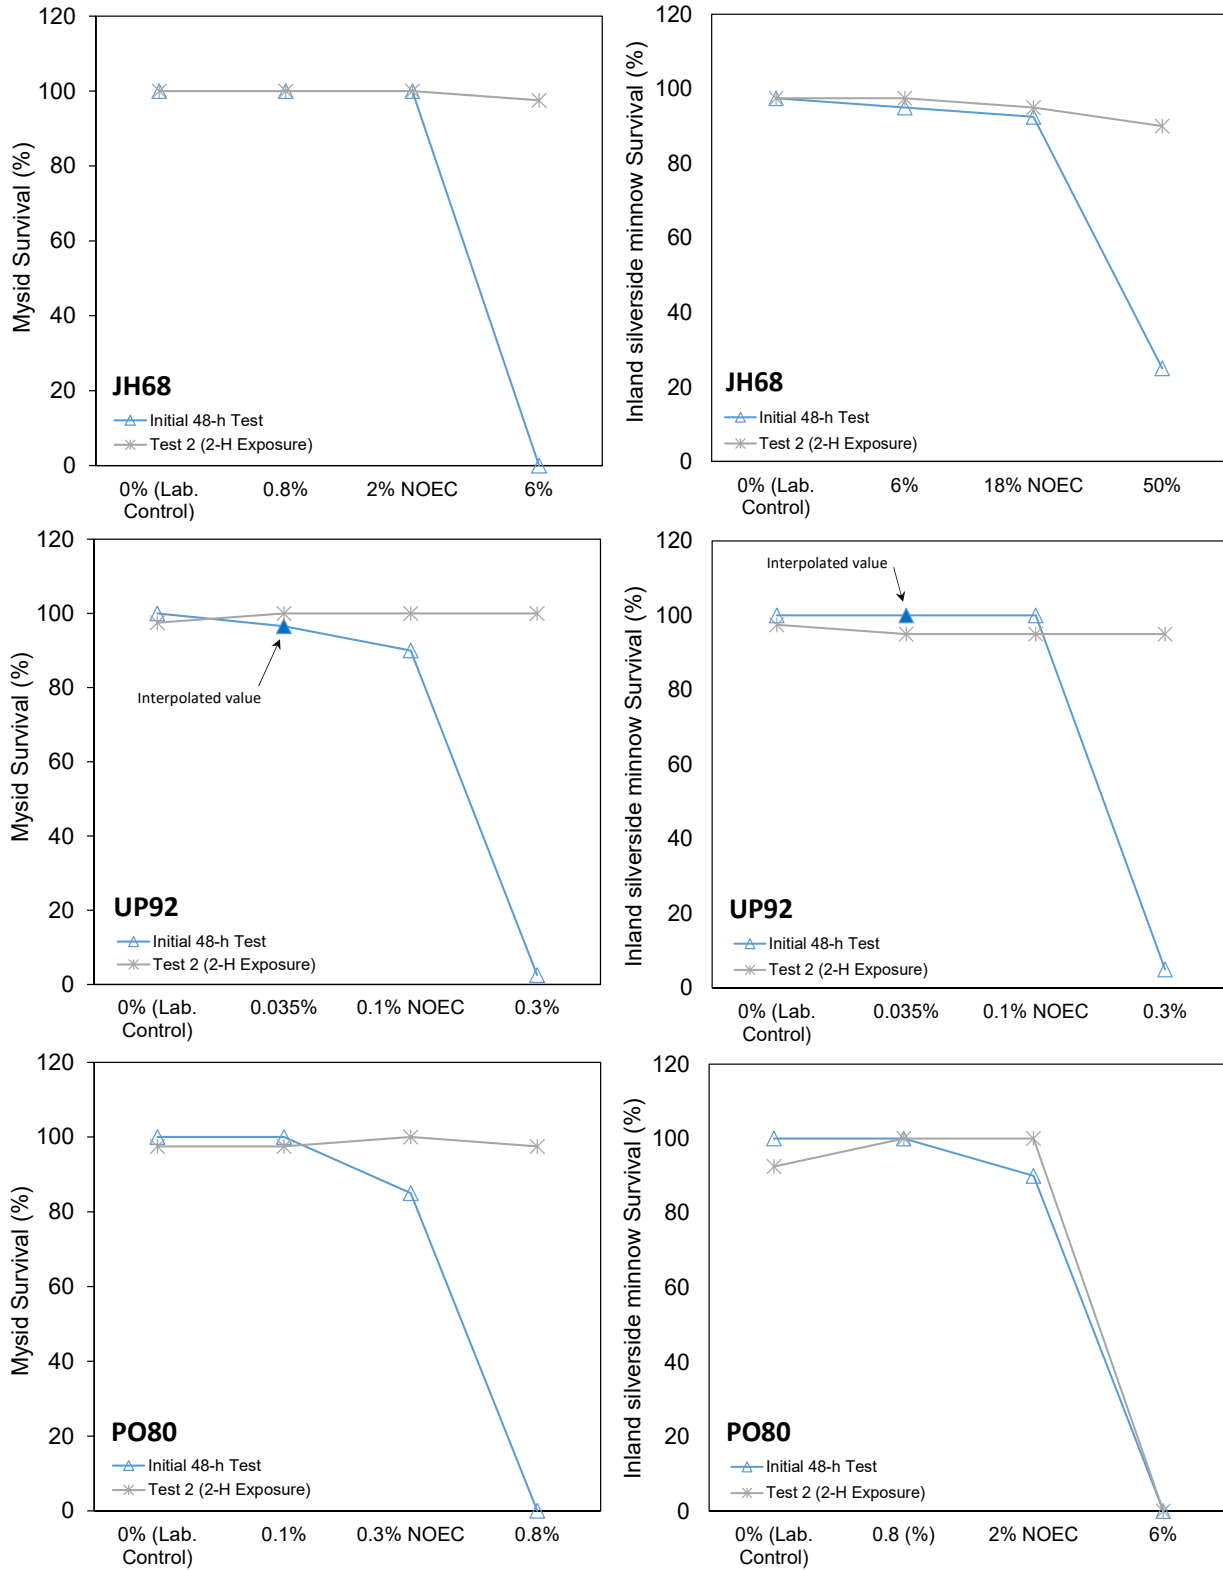 120
100
80
60
40
20
0
Mysid Survival (%)
JH68
Initial 48-h Test
Test 2 (2-H Exposure)
0% (Lab. Control)
0.8%
2% NOEC
6%
120
100
80
60
40
20
0
Inland silverside minnow Survival (%)
JH68
Initial 48-h Test
Test 2 (2-H Exposure)
0% (Lab. Control)
6%
18% NOEC
50%
120
100
80
60
40
20
0
Mysid Survival (%)
Interpolated value
UP92
Initial 48-h Test
Test 2 (2-H Exposure)
0% (Lab. Control)
0.035%
0.1% NOEC
0.3%
120
100
80
60
40
20
0
Inland silverside minnow Survival (%)
Interpolated value
UP92
Initial 48-h Test
Test 2 (2-H Exposure)
0% (Lab. Control)
0.035%
0.1% NOEC
0.3%
120
100
80
60
40
20
0
Mysid Survival (%)
PO80
Initial 48-h Test
Test 2 (2-H Exposure)
0% (Lab. Control)
0.1%
0.3% NOEC
0.8%
120
100
80
60
40
20
0
Inland silverside minnow Survival (%)
PO80
Initial 48-h Test
Test 2 (2-H Exposure)
0% (Lab. Control)
0.8 (%)
2% NOEC
6%